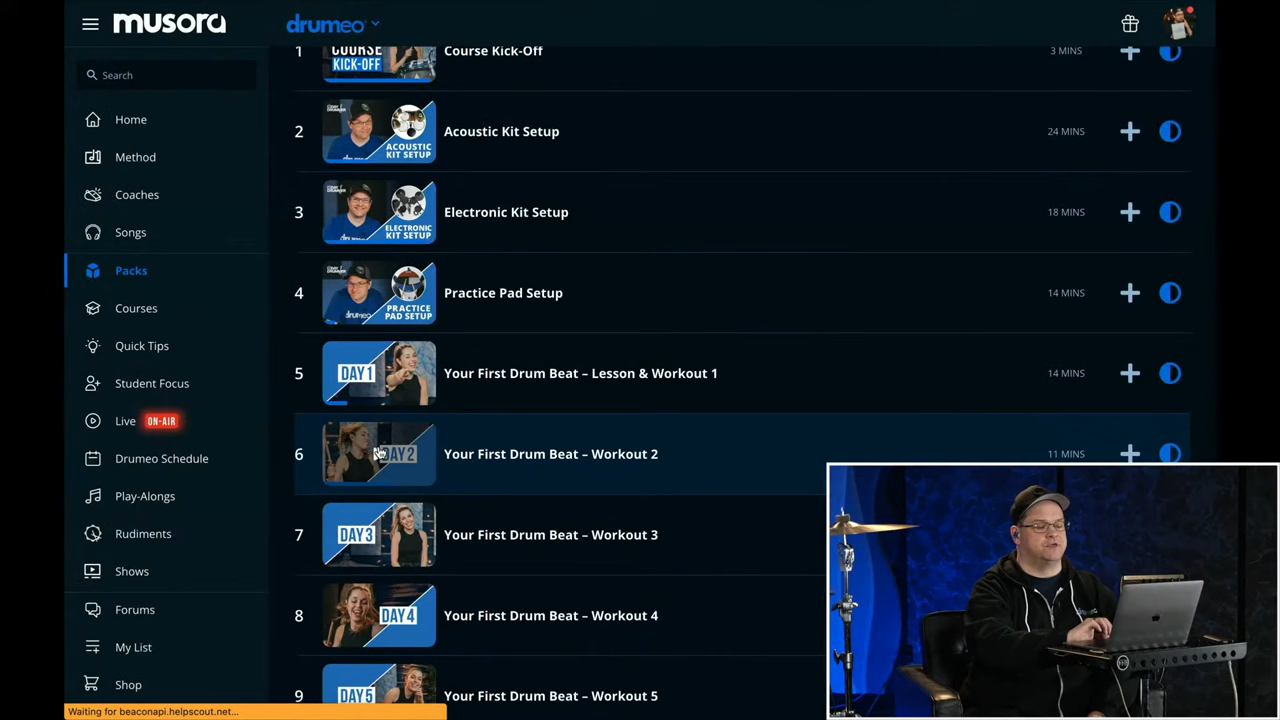 musora
drumeo
Search
Home
Method
Coaches
Songs
Packs
Courses
Quick Tips
Student Focus
Live ON-AIR
Drumeo Schedule
Play-Alongs
Rudiments
Shows
Forums
My List
Shop
1
COURSE
KICK-OFF
Course Kick-Off
3 MINS
2
ACOUSTIC
KIT SETUP
Acoustic Kit Setup
24 MINS
3
ELECTRONIC
KIT SETUP
Electronic Kit Setup
18 MINS
4
PRACTICE
PAD SETUP
Practice Pad Setup
14 MINS
5
DAY 1
Your First Drum Beat – Lesson & Workout 1
14 MINS
6
DAY 2
Your First Drum Beat – Workout 2
11 MINS
7
DAY 3
Your First Drum Beat – Workout 3
8
DAY 4
Your First Drum Beat – Workout 4
9
DAY 5
Your First Drum Beat – Workout 5
Waiting for beaconapi.helpscout.net...